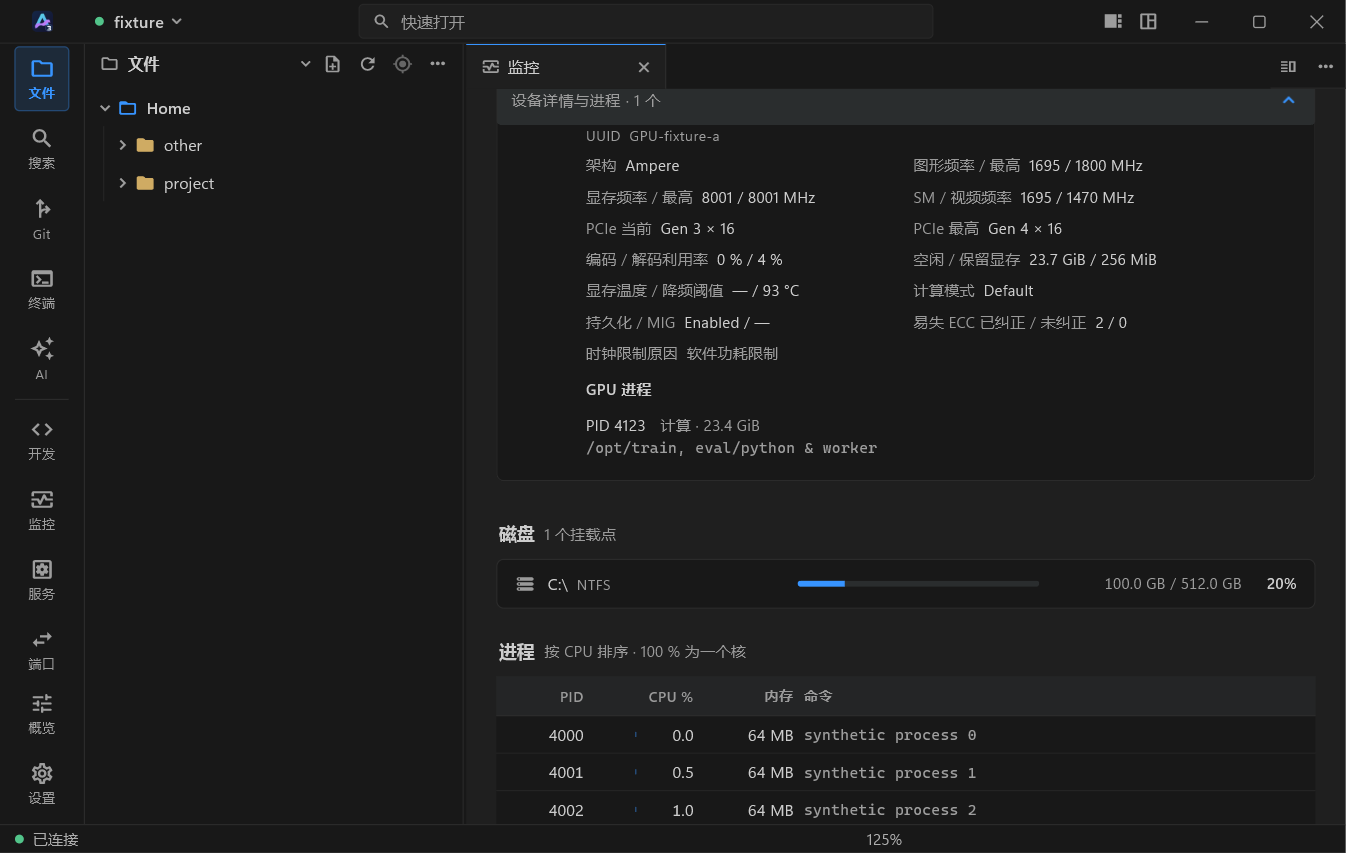 fixture
快速打开
文件
搜索
Git
终端
AI
开发
监控
服务
端口
概览
设置
文件
Home
other
project
监控
设备详情与进程 · 1 个
UUID GPU-fixture-a
架构 Ampere
图形频率 / 最高 1695 / 1800 MHz
显存频率 / 最高 8001 / 8001 MHz
SM / 视频频率 1695 / 1470 MHz
PCIe 当前 Gen 3 × 16
PCIe 最高 Gen 4 × 16
编码 / 解码利用率 0 % / 4 %
空闲 / 保留显存 23.7 GiB / 256 MiB
显存温度 / 降频阈值 — / 93 °C
计算模式 Default
持久化 / MIG Enabled / —
易失 ECC 已纠正 / 未纠正 2 / 0
时钟限制原因 软件功耗限制
GPU 进程
PID 4123 计算 · 23.4 GiB
/opt/train, eval/python & worker
磁盘 1 个挂载点
C:\ NTFS 100.0 GB / 512.0 GB 20%
进程 按 CPU 排序 · 100 % 为一个核
PID CPU % 内存 命令
4000 0.0 64 MB synthetic process 0
4001 0.5 64 MB synthetic process 1
4002 1.0 64 MB synthetic process 2
已连接
125%